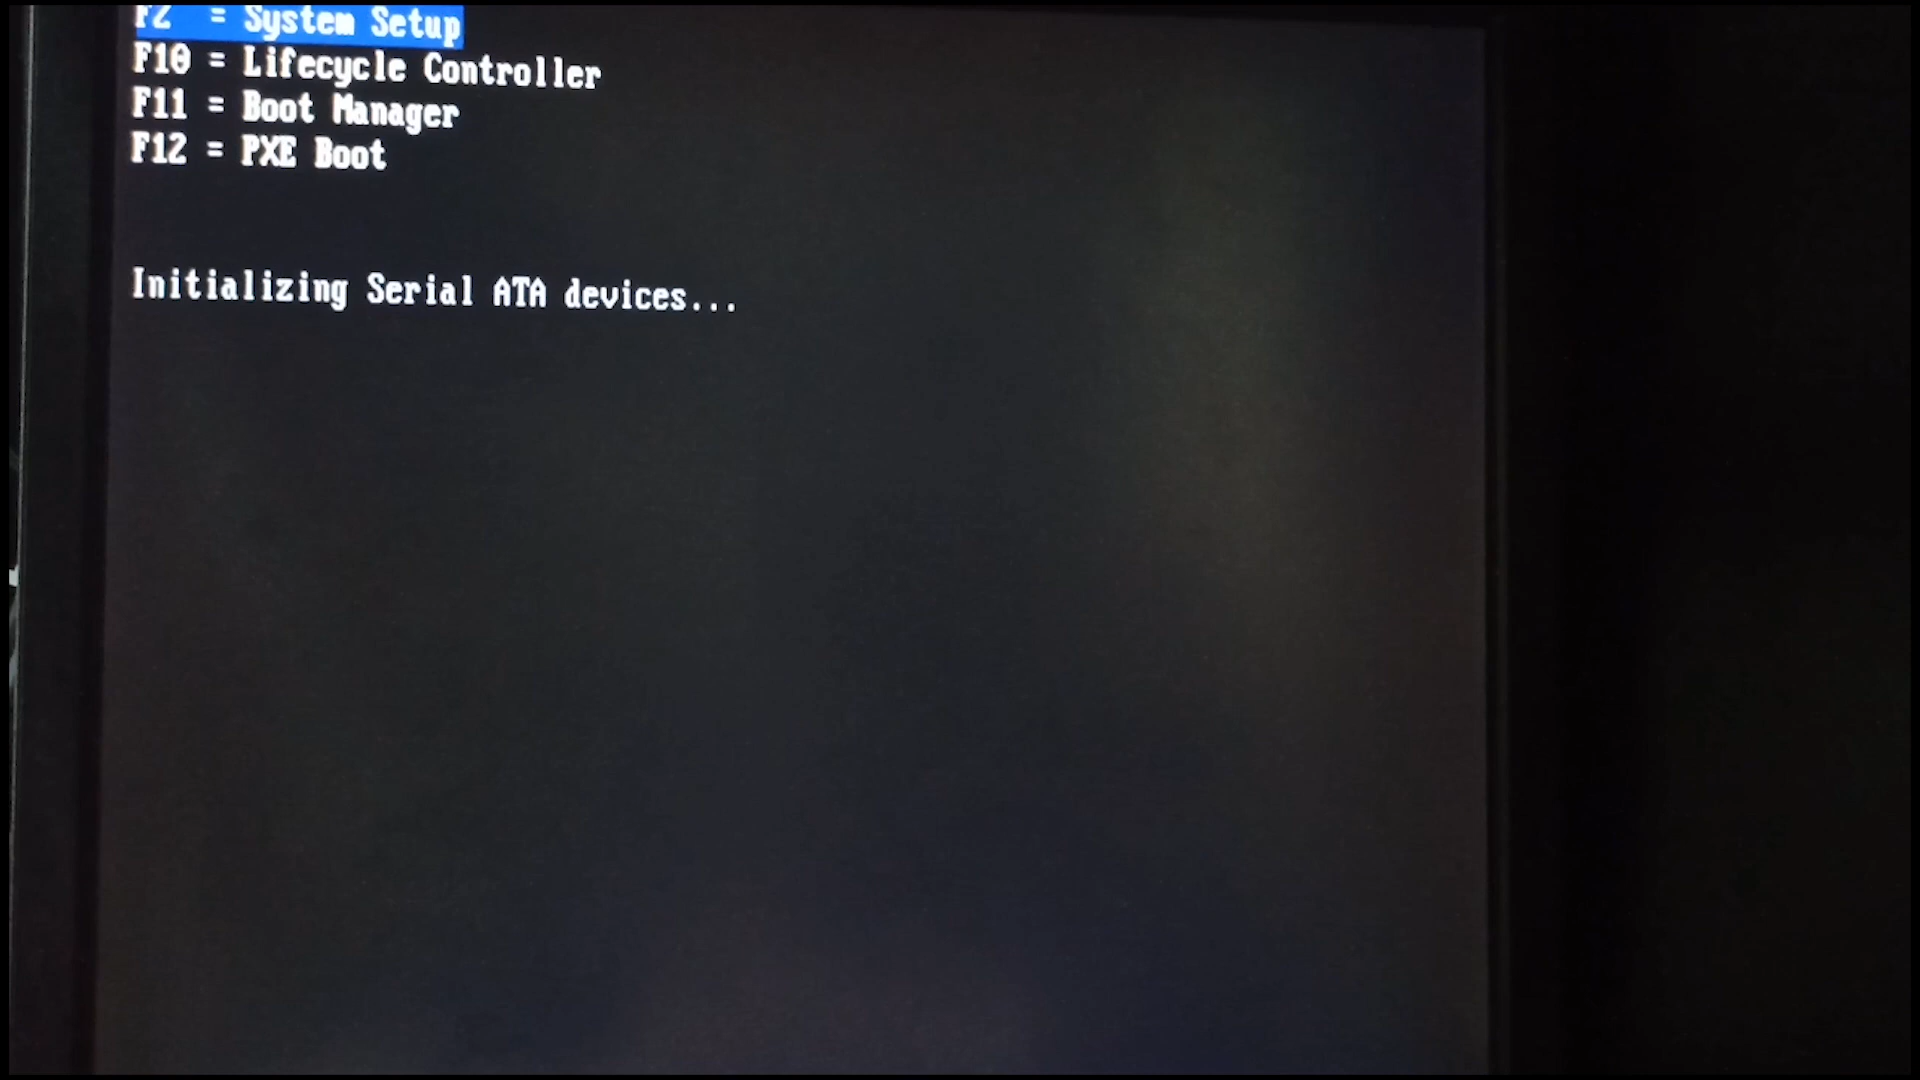 F2 = System Setup
F10 = Lifecycle Controller
F11 = Boot Manager
F12 = PXE Boot
Initializing Serial ATA devices...